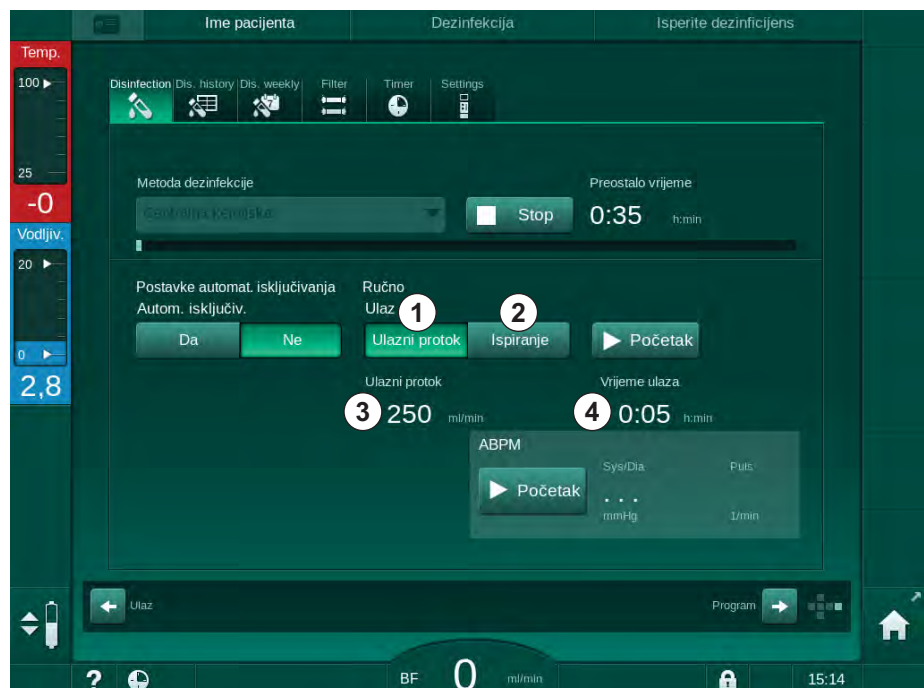 Ime pacijenta Dezinfekcija Isperite dezinficijens
Temp.
100
25
-0
Vodljiv.
20
0
2,8
Disinfection Dis. history Dis. weekly Filter Timer Settings
7
Metoda dezinfekcije
Preostalo vrijeme
Centralna kemijska
Stop
0:35 h:min
Postavke automat. isključivanja
Ručno
Autom. isključiv.
Ulaz
1
2
Da
Ne
Ulazni protok
Ispiranje
Početak
Ulazni protok
Vrijeme ulaza
3
250 ml/min
4
0:05 h:min
ABPM
Početak
Sys/Dia
Puls
. . .
mmHg
1/min
Ulaz
Program
? BF 0 ml/min 15:14